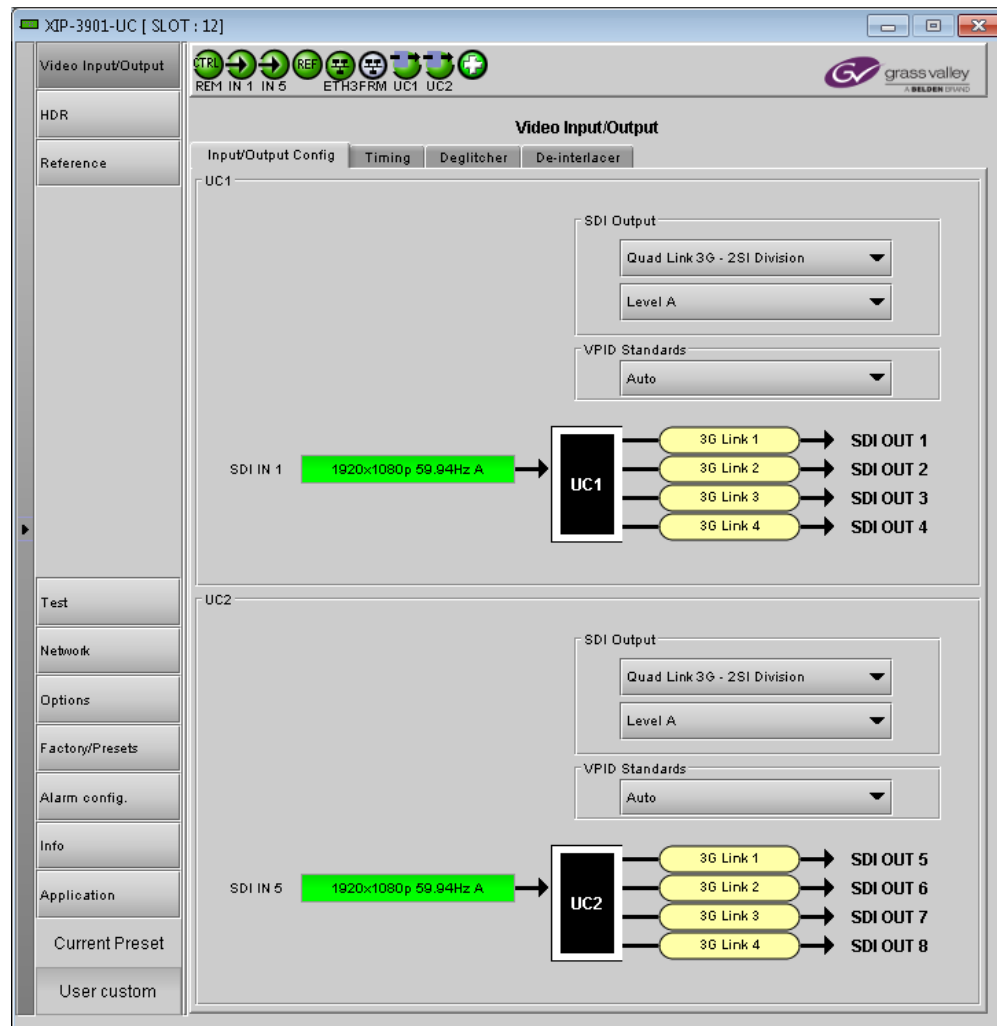 XIP-3901-UC [ SLOT : 12]
Video Input/Output
HDR
Reference
Test
Network
Options
Factory/Presets
Alarm config.
Info
Application
Current Preset
User custom
CTRL REF
REM IN 1 IN 5 ETH3FRM UC1 UC2
GV grass valley
A BELDEN BRAND
Video Input/Output
Input/Output Config Timing Deglitcher De-interlacer
UC1
SDI Output
Quad Link 3G - 2SI Division
Level A
VPID Standards
Auto
SDI IN 1 1920x1080p 59.94Hz A UC1
3G Link 1 SDI OUT 1
3G Link 2 SDI OUT 2
3G Link 3 SDI OUT 3
3G Link 4 SDI OUT 4
UC2
SDI Output
Quad Link 3G - 2SI Division
Level A
VPID Standards
Auto
SDI IN 5 1920x1080p 59.94Hz A UC2
3G Link 1 SDI OUT 5
3G Link 2 SDI OUT 6
3G Link 3 SDI OUT 7
3G Link 4 SDI OUT 8